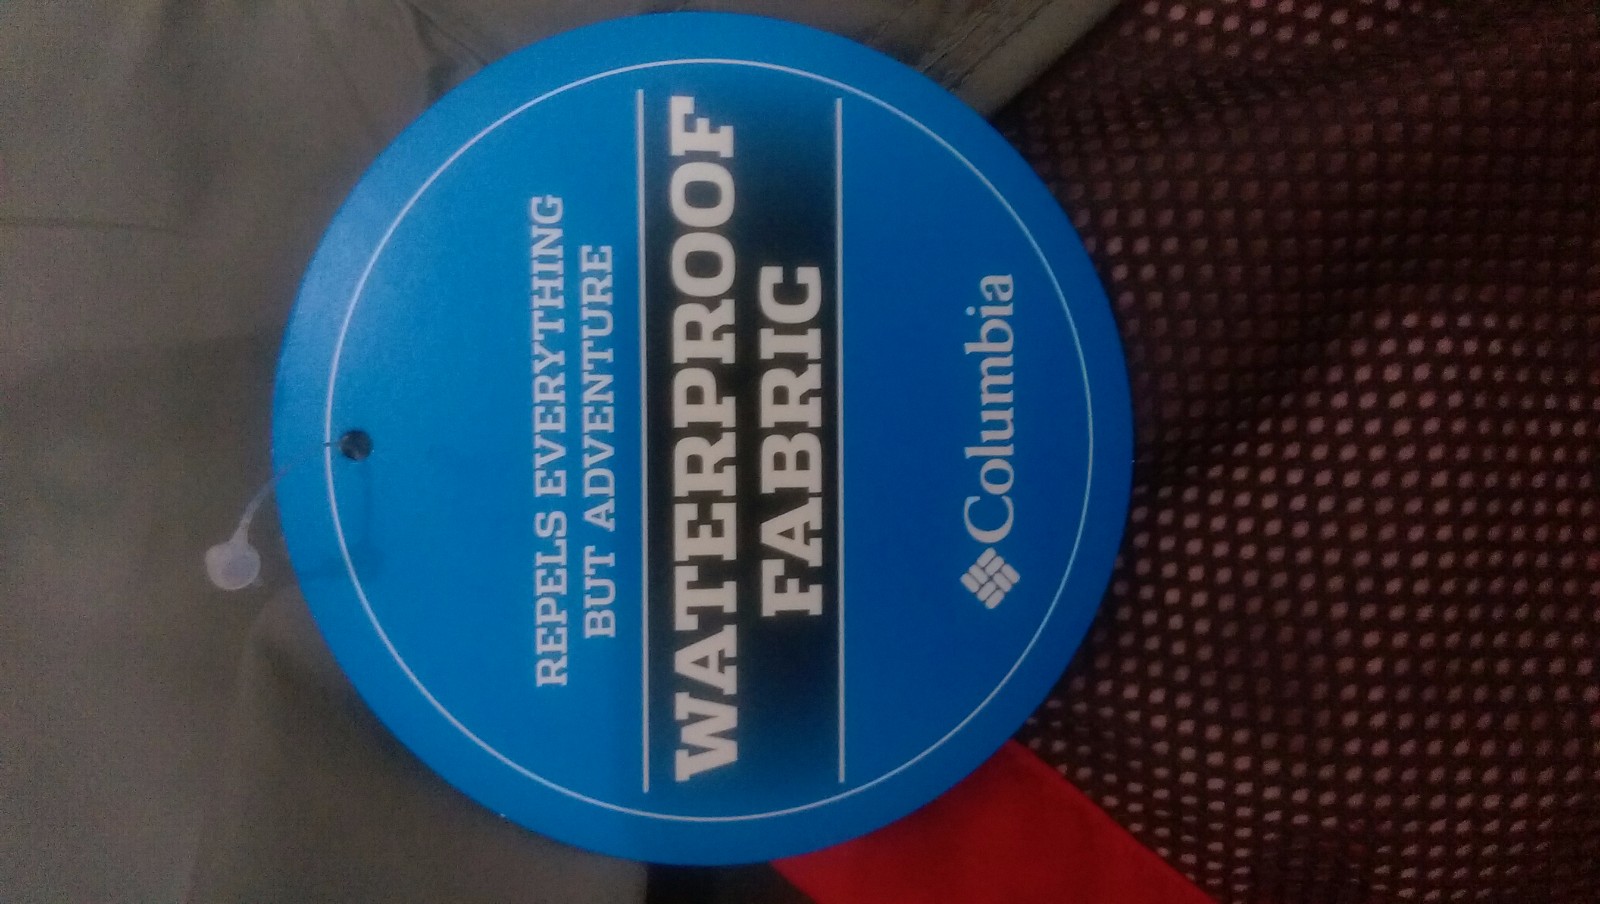 REPELS EVERYTHING
BUT ADVENTURE
WATERPROOF
FABRIC
Columbia